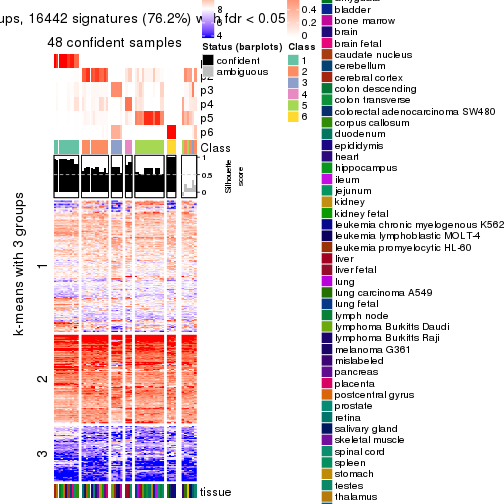 ups, 16442 signatures (76.2%) with fdr < 0.05
48 confident samples
1
p3
p4
p5
p6
Class
1
0.5
0
Silhouette
score
k-means with 3 groups
1
2
3
tissue
8
6
4
Status (barplots)
confident
ambiguous
0.4
0.2
0
Class
1
2
3
4
5
6
bladder
bone marrow
brain
brain fetal
caudate nucleus
cerebellum
cerebral cortex
colon descending
colon transverse
colorectal adenocarcinoma SW480
corpus callosum
duodenum
epididymis
heart
hippocampus
ileum
jejunum
kidney
kidney fetal
leukemia chronic myelogenous K562
leukemia lymphoblastic MOLT-4
leukemia promyelocytic HL-60
liver
liver fetal
lung
lung carcinoma A549
lung fetal
lymph node
lymphoma Burkitts Daudi
lymphoma Burkitts Raji
melanoma G361
mislabeled
pancreas
placenta
postcentral gyrus
prostate
retina
salivary gland
skeletal muscle
spinal cord
spleen
stomach
testes
thalamus